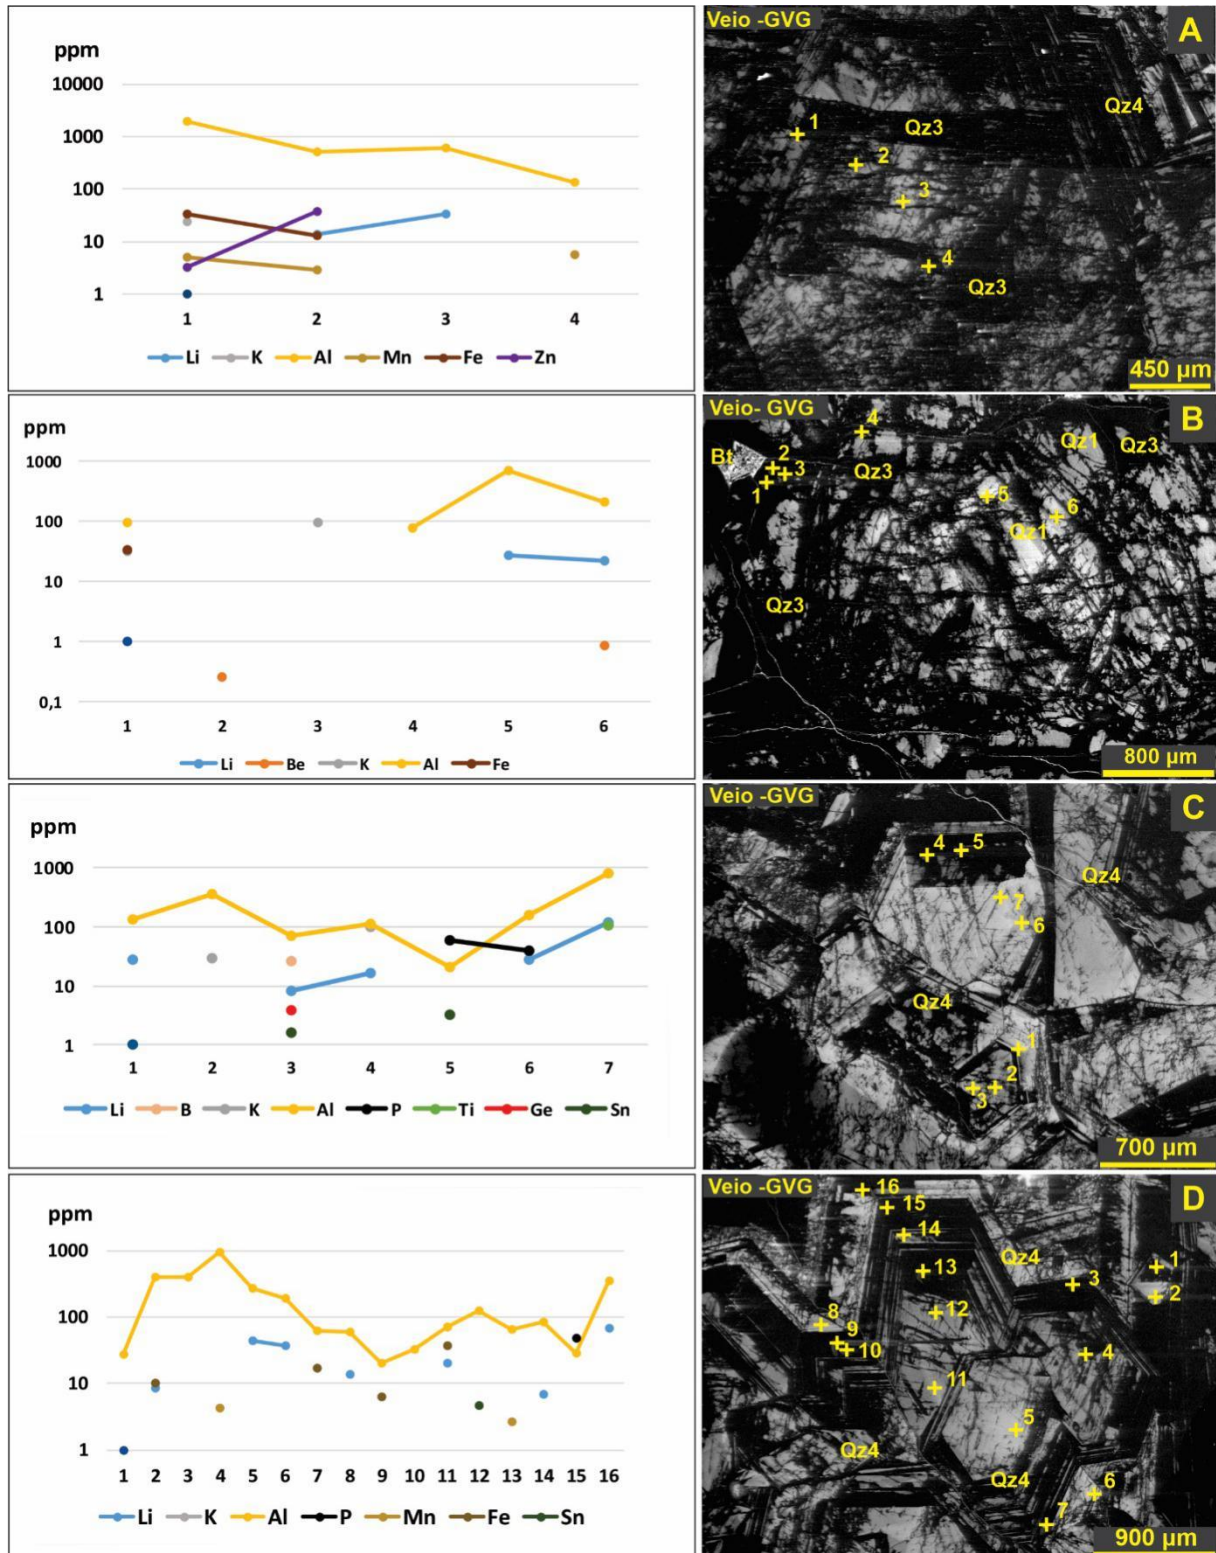 ppm
10000
1000
100
10
1
1 2 3 4
Li K Al Mn Fe Zn
Veio -GVG
A
Qz4
Qz3
1
2
3
4
Qz3
450 µm
ppm
1000
100
10
1
0,1
1 2 3 4 5 6
Li Be K Al Fe
Veio- GVG
B
4
Qz1
Qz3
Bt
2
3
Qz3
1
5
6
Qz1
Qz3
800 µm
ppm
1000
100
10
1
1 2 3 4 5 6 7
Li B K Al P Ti Ge Sn
Veio -GVG
C
4 5
Qz4
7
6
Qz4
1
2
3
700 µm
ppm
1000
100
10
1
1 2 3 4 5 6 7 8 9 10 11 12 13 14 15 16
Li K Al P Mn Fe Sn
Veio -GVG
D
16
15
14
Qz4
13
1
3
2
12
8
9
10
4
11
5
Qz4
Qz4
6
7
900 µm